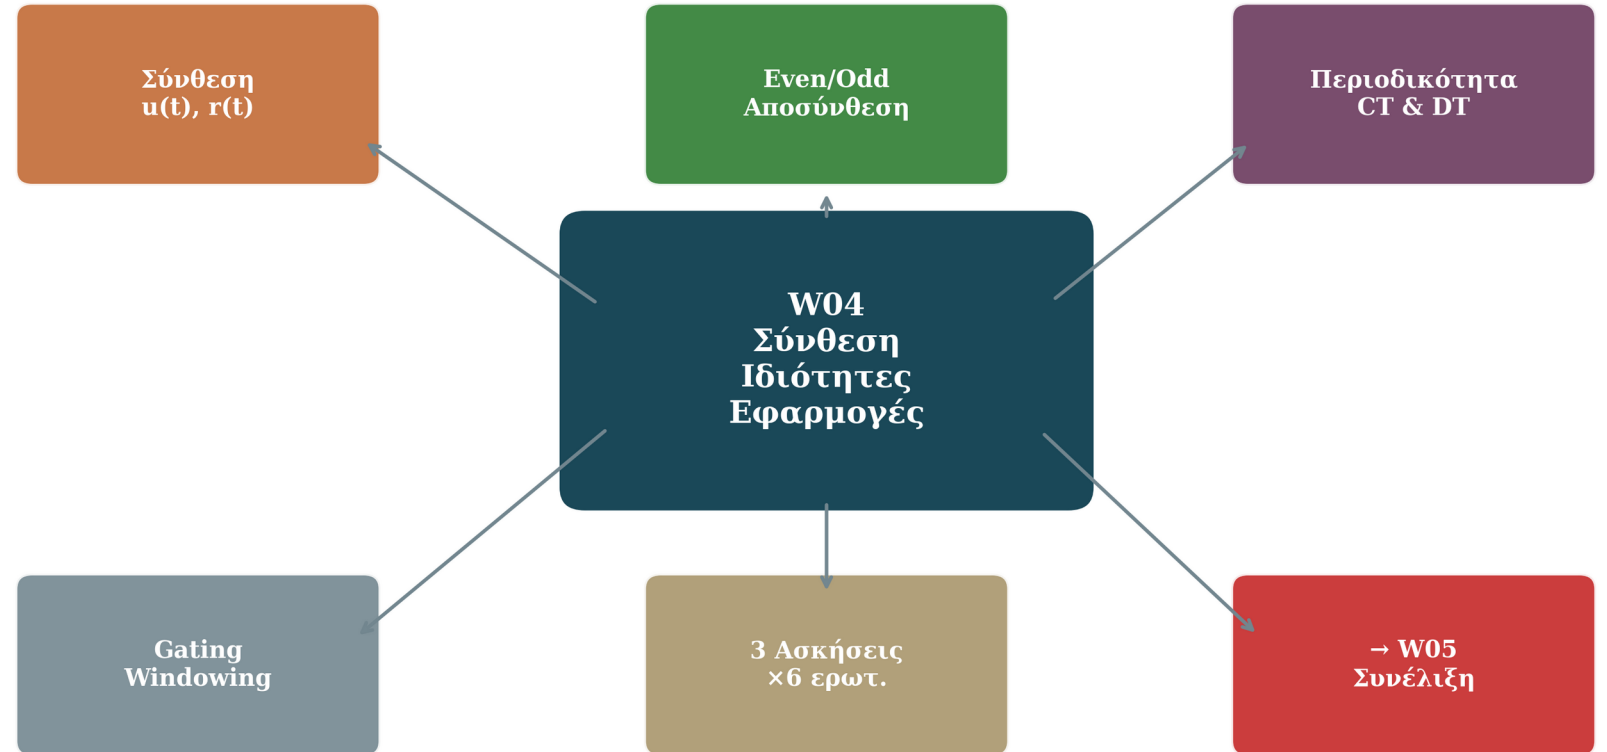 Σύνθεση
u(t), r(t)
Even/Odd
Αποσύνθεση
Περιοδικότητα
CT & DT
W04
Σύνθεση
Ιδιότητες
Εφαρμογές
Gating
Windowing
3 Ασκήσεις
×6 ερωτ.
→ W05
Συνέλιξη